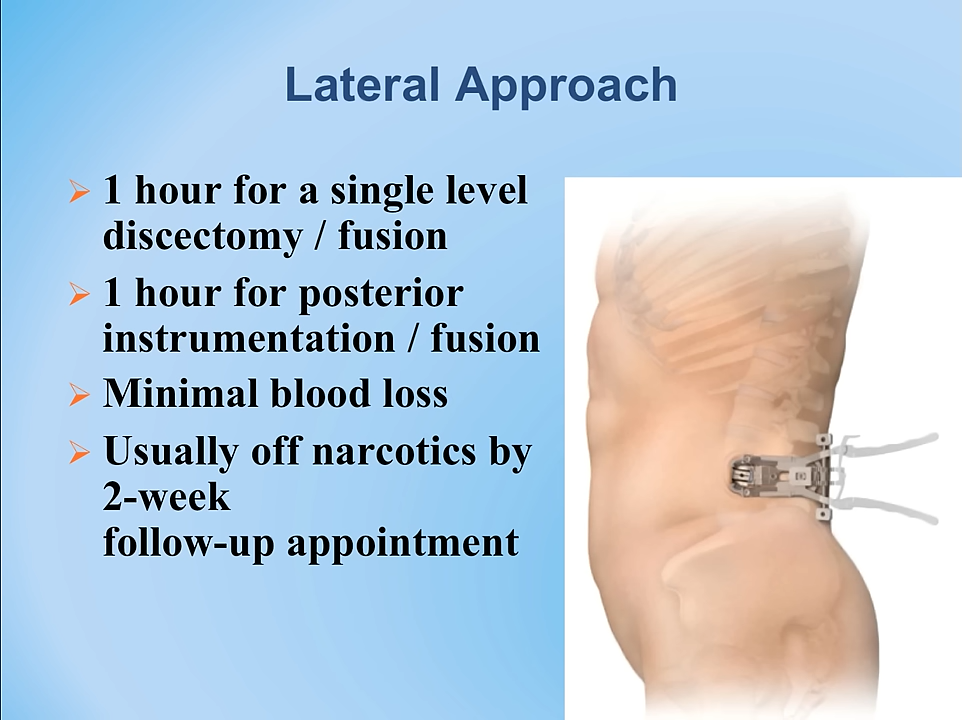 Lateral Approach
1 hour for a single level
discectomy / fusion
1 hour for posterior
instrumentation / fusion
Minimal blood loss
Usually off narcotics by
2-week
follow-up appointment